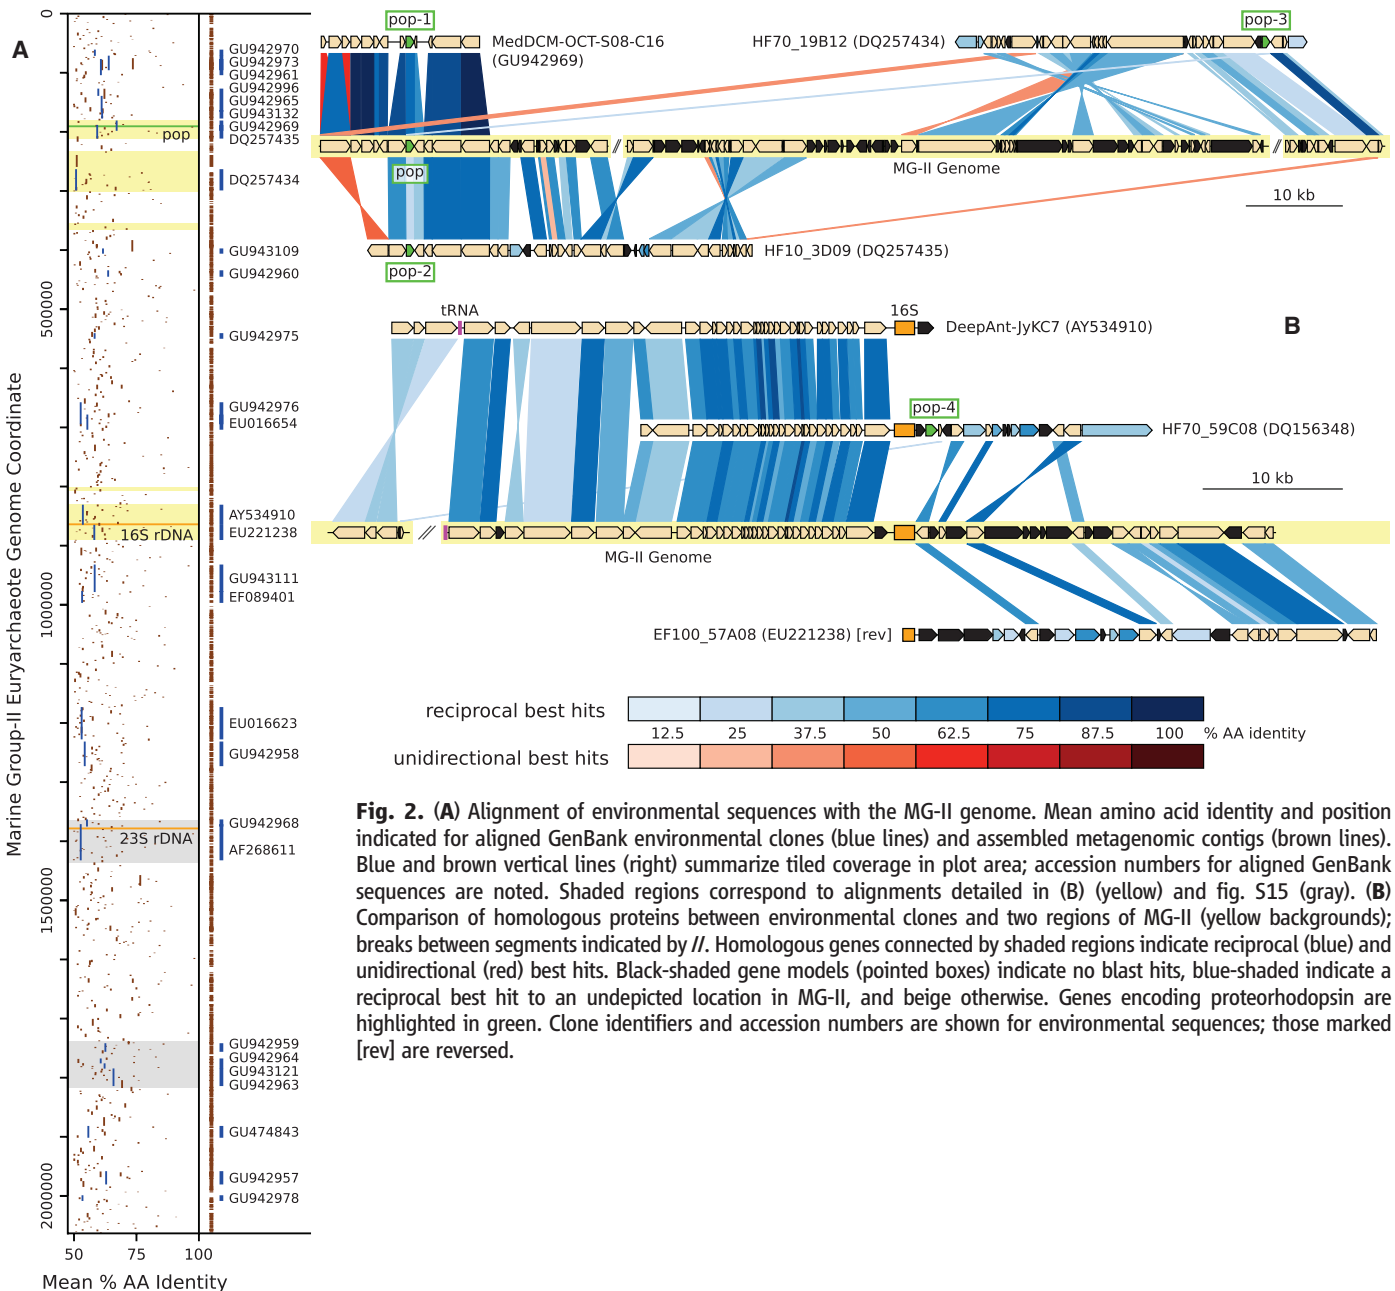 A
Marine Group-II Euryarchaeote Genome Coordinate
0
500000
1000000
1500000
2000000
50 75 100
Mean % AA Identity
pop
16S rDNA
23S rDNA
GU942970
GU942973
GU942961
GU942996
GU942965
GU943132
GU942969
DQ257435
DQ257434
GU943109
GU942960
GU942975
GU942976
EU016654
AY534910
EU221238
GU943111
EF089401
EU016623
GU942958
GU942968
AF268611
GU942959
GU942964
GU943121
GU942963
GU474843
GU942957
GU942978
pop-1
MedDCM-OCT-S08-C16
(GU942969)
HF70_19B12 (DQ257434)
pop-3
//
//
pop
MG-II Genome
10 kb
HF10_3D09 (DQ257435)
pop-2
B
tRNA
16S
DeepAnt-JyKC7 (AY534910)
pop-4
HF70_59C08 (DQ156348)
10 kb
//
MG-II Genome
EF100_57A08 (EU221238) [rev]
reciprocal best hits
12.5 25 37.5 50 62.5 75 87.5 100 % AA identity
unidirectional best hits
Fig. 2. (A) Alignment of environmental sequences with the MG-II genome. Mean amino acid identity and position
indicated for aligned GenBank environmental clones (blue lines) and assembled metagenomic contigs (brown lines).
Blue and brown vertical lines (right) summarize tiled coverage in plot area; accession numbers for aligned GenBank
sequences are noted. Shaded regions correspond to alignments detailed in (B) (yellow) and fig. S15 (gray). (B)
Comparison of homologous proteins between environmental clones and two regions of MG-II (yellow backgrounds);
breaks between segments indicated by //. Homologous genes connected by shaded regions indicate reciprocal (blue) and
unidirectional (red) best hits. Black-shaded gene models (pointed boxes) indicate no blast hits, blue-shaded indicate a
reciprocal best hit to an undepicted location in MG-II, and beige otherwise. Genes encoding proteorhodopsin are
highlighted in green. Clone identifiers and accession numbers are shown for environmental sequences; those marked
[rev] are reversed.